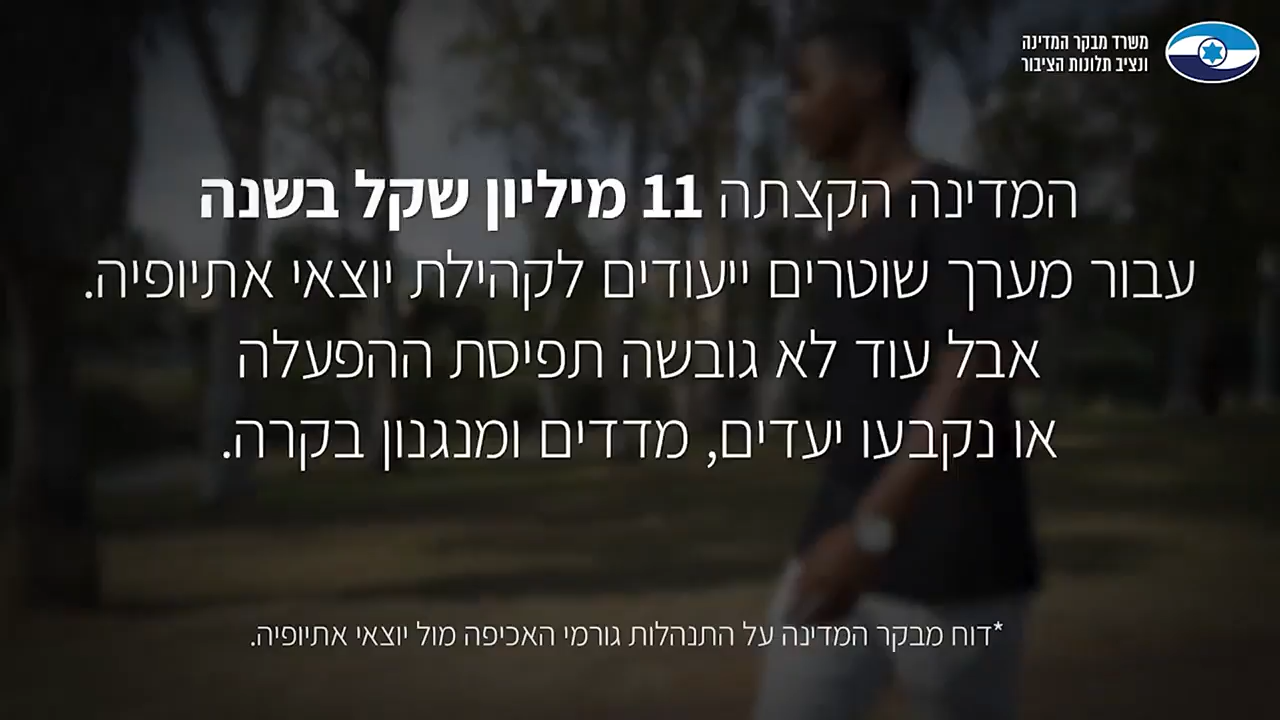 משרד מבקר המדינה
ונציב תלונות הציבור
המדינה הקצתה 11 מיליון שקל בשנה
עבור מערך שוטרים ייעודים לקהילת יוצאי אתיופיה.
אבל עוד לא גובשה תפיסת ההפעלה
או נקבעו יעדים, מדדים ומנגנון בקרה.
*דוח מבקר המדינה על התנהלות גורמי האכיפה מול יוצאי אתיופיה.